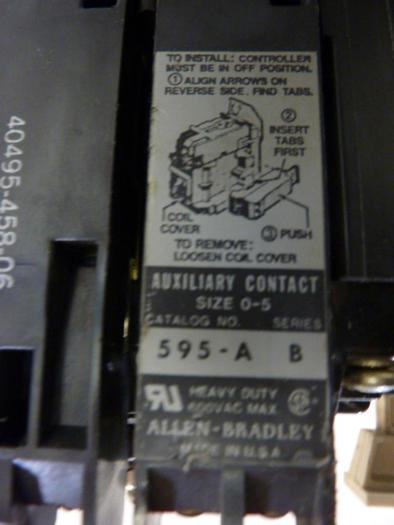 TO INSTALL: CONTROLLER
MUST BE IN OFF POSITION.
① ALIGN ARROWS ON
REVERSE SIDE, FIND TABS.
②
INSERT
TABS
FIRST
COIL
COVER
③ PUSH
TO REMOVE:
LOOSEN COIL COVER
AUXILIARY CONTACT
SIZE 0-5
CATALOG NO. SERIES
595-A B
HEAVY DUTY
600VAC MAX
ALLEN-BRADLEY
MADE IN U.S.A
40495-458-06